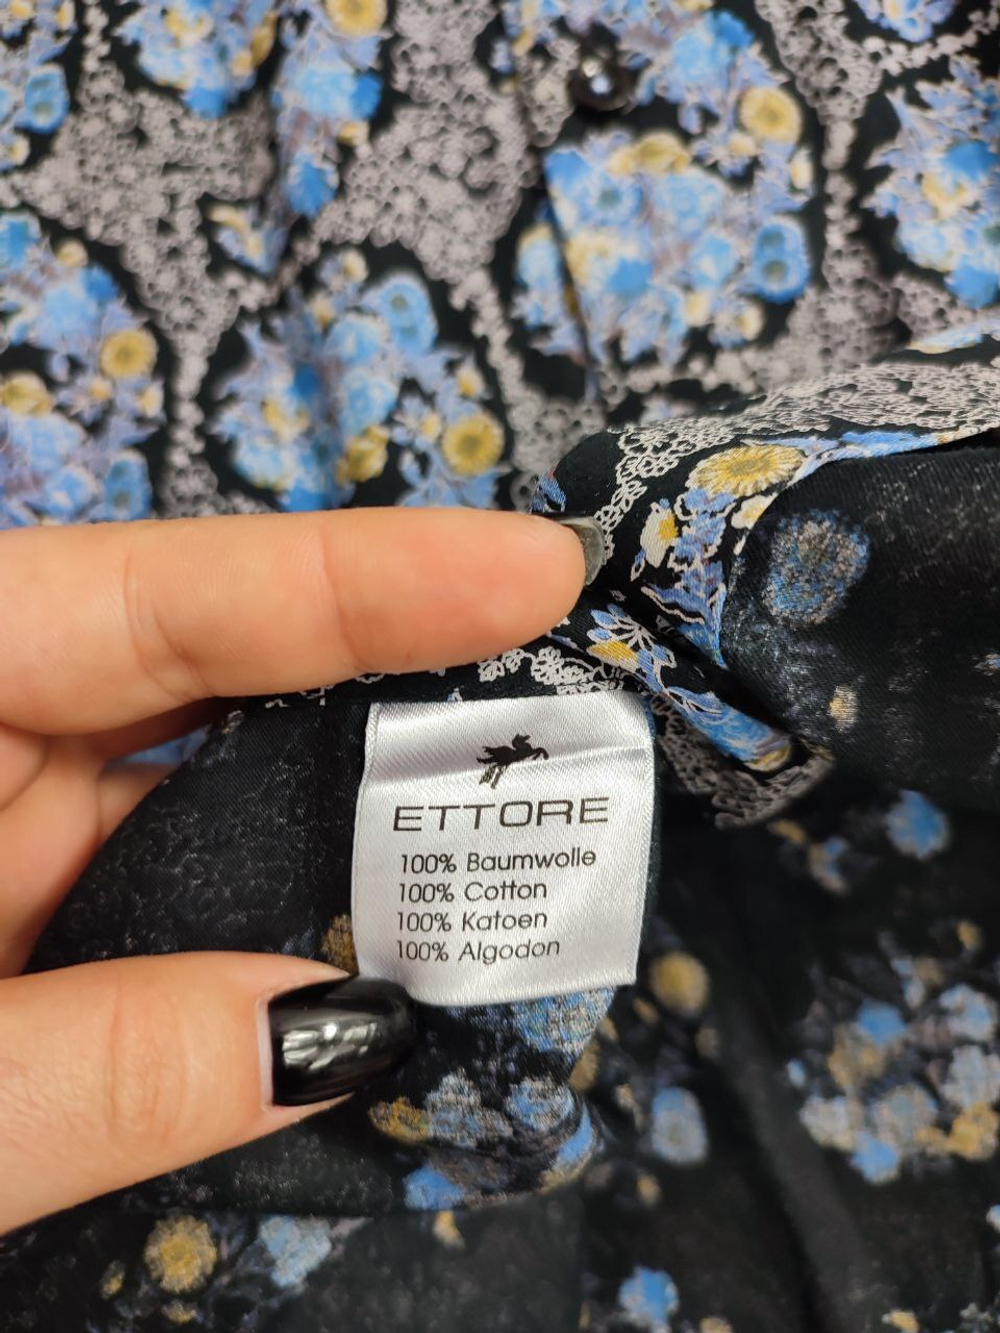 ETTORE
100% Baumwolle
100% Cotton
100% Katoen
100% Algodon